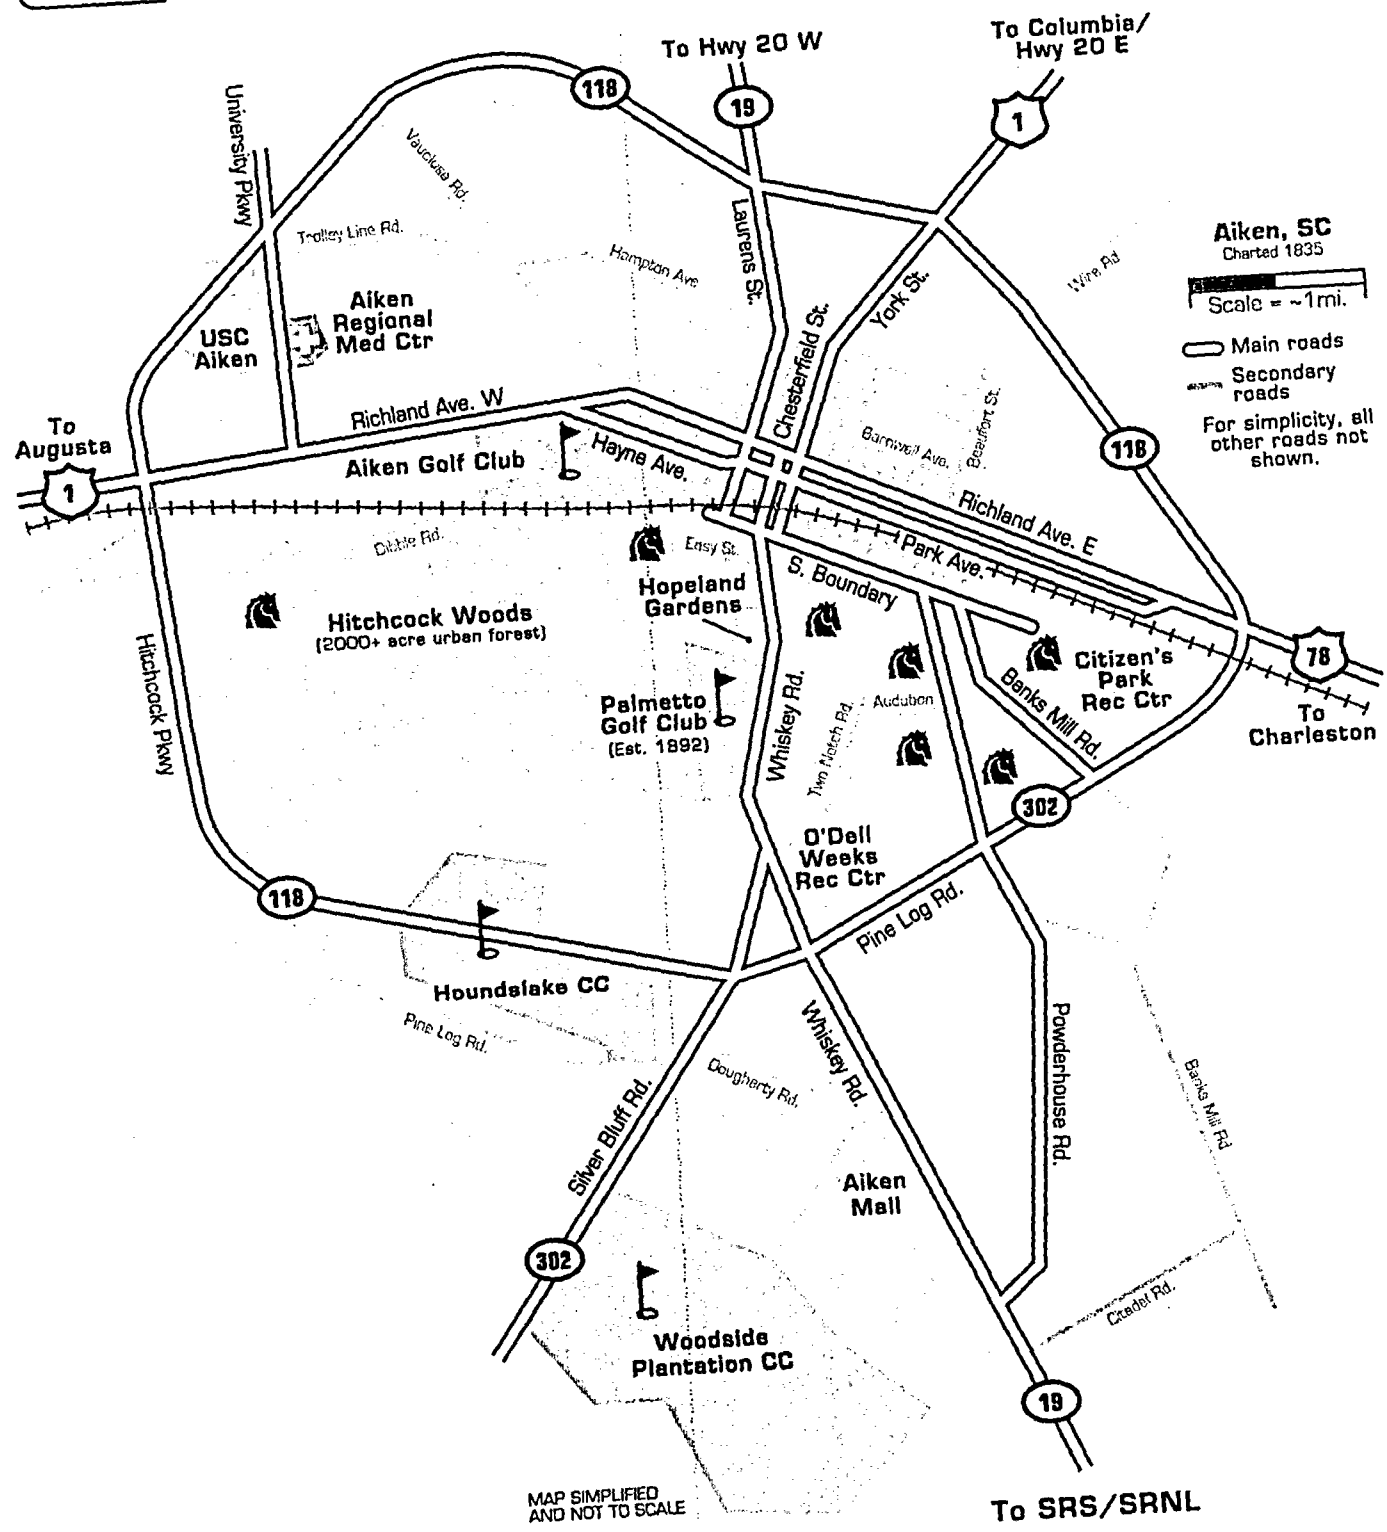 To Hwy 20 W
To Columbia/
Hwy 20 E
118
19
1
University Pkwy
Vaucluse Rd.
Trolley Line Rd.
Hampton Ave
Laurens St.
York St.
Chesterfield St.
Wire Rd
Aiken, SC
Charted 1835
Scale = ~1mi.
Main roads
Secondary
roads
For simplicity, all
other roads not
shown.
USC
Aiken
Aiken
Regional
Med Ctr
Richland Ave. W
To
Augusta
1
Aiken Golf Club
Hayne Ave.
Barnwell Ave.
Beaufort St.
118
Richland Ave. E
Park Ave.
Dibble Rd.
Easy St.
S. Boundary
Hopeland
Gardens
Hitchcock Woods
(2000+ acre urban forest)
Hitchcock Pkwy
Palmetto
Golf Club
(Est. 1892)
Whiskey Rd.
Two Notch Rd.
Audubon
Banks Mill Rd.
Citizen's
Park
Rec Ctr
78
To
Charleston
302
O'Dell
Weeks
Rec Ctr
Pine Log Rd.
118
Houndslake CC
Pine Log Rd.
Silver Bluff Rd.
Dougherty Rd.
Whiskey Rd.
Powderhouse Rd.
Banks Mill Rd
Aiken
Mall
302
Woodside
Plantation CC
Citadel Rd.
19
MAP SIMPLIFIED
AND NOT TO SCALE
To SRS/SRNL